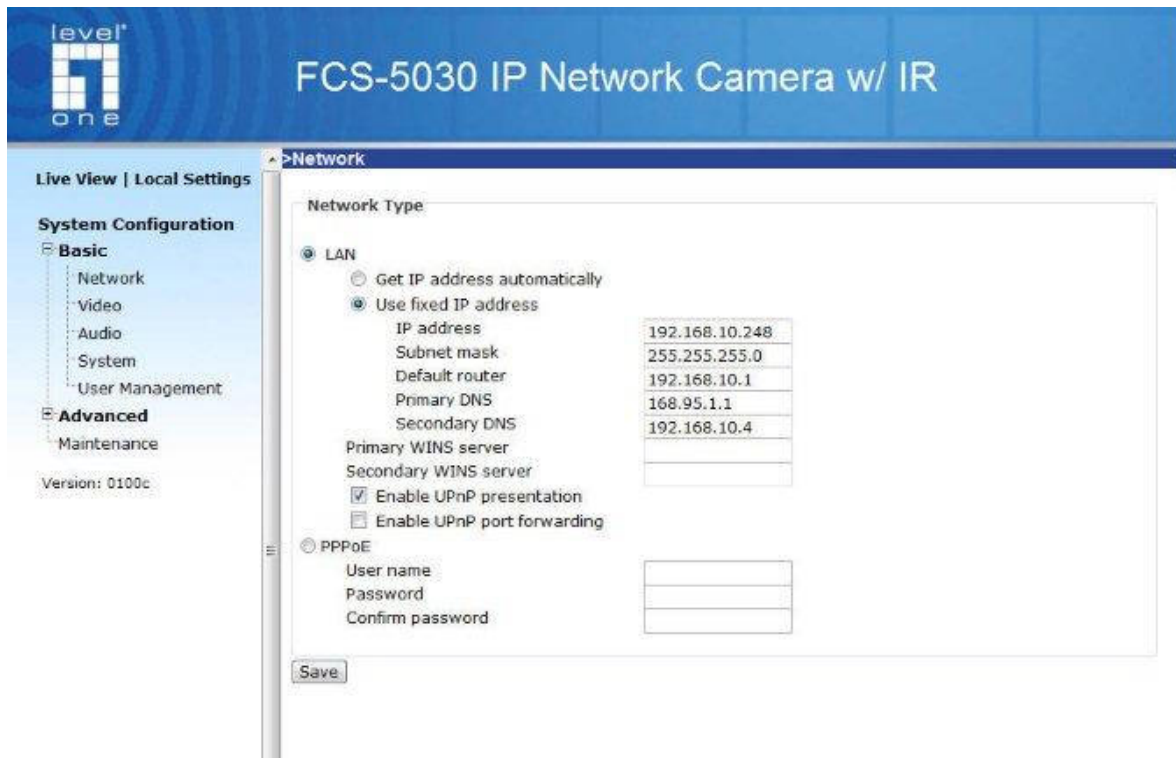 level
one
FCS-5030 IP Network Camera w/ IR
Live View | Local Settings
System Configuration
Basic
Network
Video
Audio
System
User Management
Advanced
Maintenance
Version: 0100c
>Network
Network Type
LAN
Get IP address automatically
Use fixed IP address
IP address 192.168.10.248
Subnet mask 255.255.255.0
Default router 192.168.10.1
Primary DNS 168.95.1.1
Secondary DNS 192.168.10.4
Primary WINS server
Secondary WINS server
Enable UPnP presentation
Enable UPnP port forwarding
PPPoE
User name
Password
Confirm password
Save